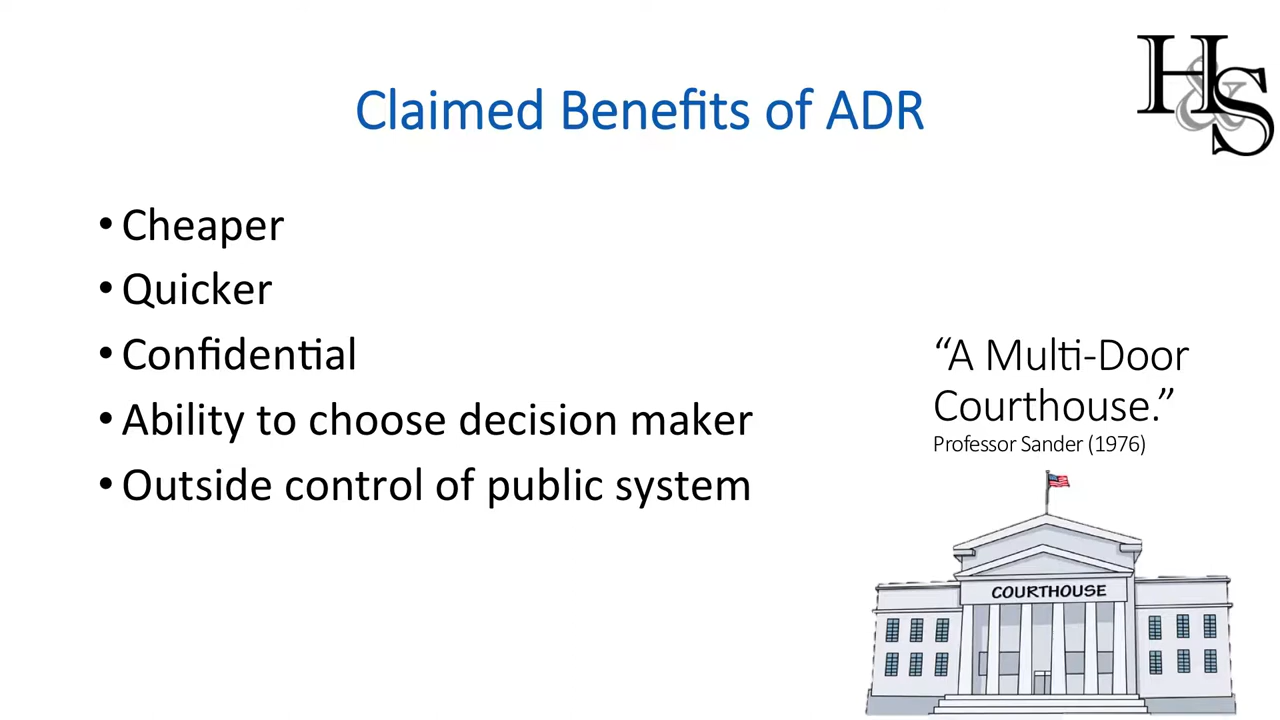 H&S
Claimed Benefits of ADR
• Cheaper
• Quicker
• Confidential
• Ability to choose decision maker
• Outside control of public system
“A Multi-Door
Courthouse.”
Professor Sander (1976)
COURTHOUSE